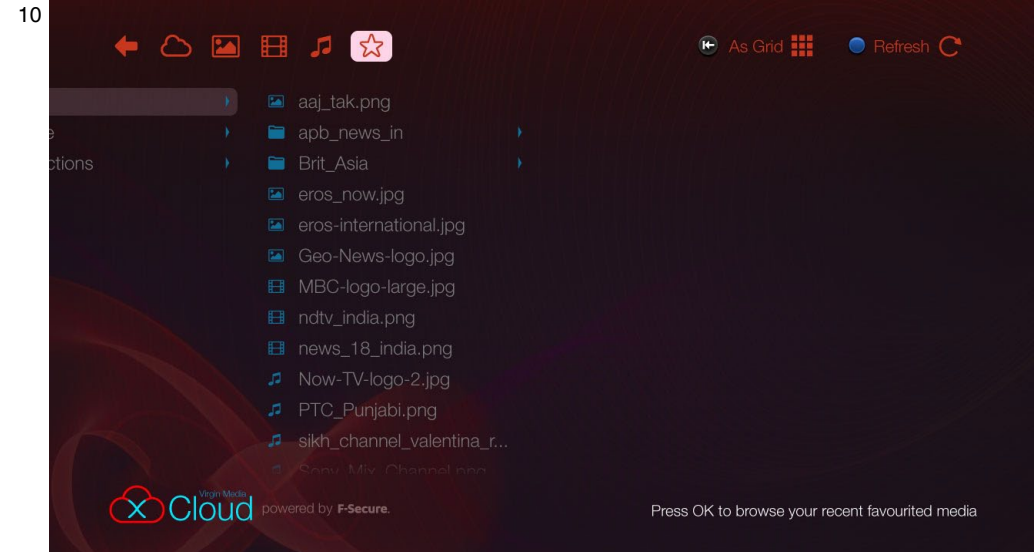 10
As Grid
Refresh
aaj_tak.png
e
apb_news_in
ctions
Brit_Asia
eros_now.jpg
eros-international.jpg
Geo-News-logo.jpg
MBC-logo-large.jpg
ndtv_india.png
news_18_india.png
Now-TV-logo-2.jpg
PTC_Punjabi.png
sikh_channel_valentina_r...
Sony_Mix_Channel.png
Virgin Media
x Cloud powered by F-Secure.
Press OK to browse your recent favourited media